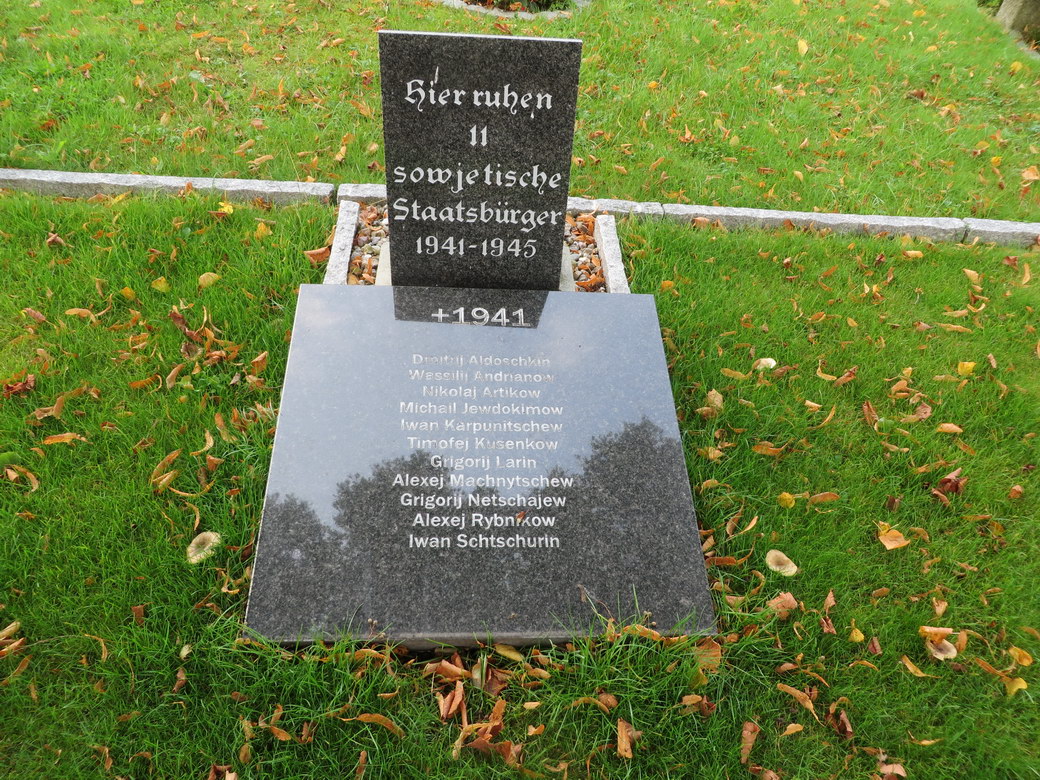 Hier ruhen
11
sowjetische
Staatsbürger
1941-1945
+1941
Dmitrij Aldoschkin
Wassilij Andrianow
Nikolaj Artikow
Michail Jewdokimow
Iwan Karpunitschew
Timofej Kusenkow
Grigorij Larin
Alexej Machnytschew
Grigorij Netschajew
Alexej Rybnikow
Iwan Schtschurin